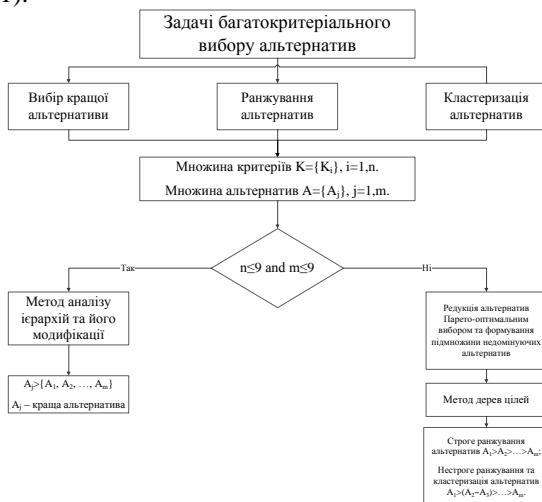 1).
Задачі багатокритеріального
вибору альтернатив
Вибір кращої
альтернативи
Ранжування
альтернатив
Кластеризація
альтернатив
Множина критеріїв K={Ki}, i=1,n.
Множина альтернатив A={Aj}, j=1,m.
n≤9 and m≤9
Так
Ні
Метод аналізу
ієрархій та його
модифікації
Aj>{A1, A2, …, Am}
Aj – краща альтернатива
Редукція альтернатив
Парето-оптимальним
вибором та формування
підмножини недомінуючих
альтернатив
Метод дерев цілей
Строге ранжування
альтернатив A1>A2>…>Am;
Нестроге ранжування та
кластеризація альтернатив
A1>(A2~A3)>…>Am.